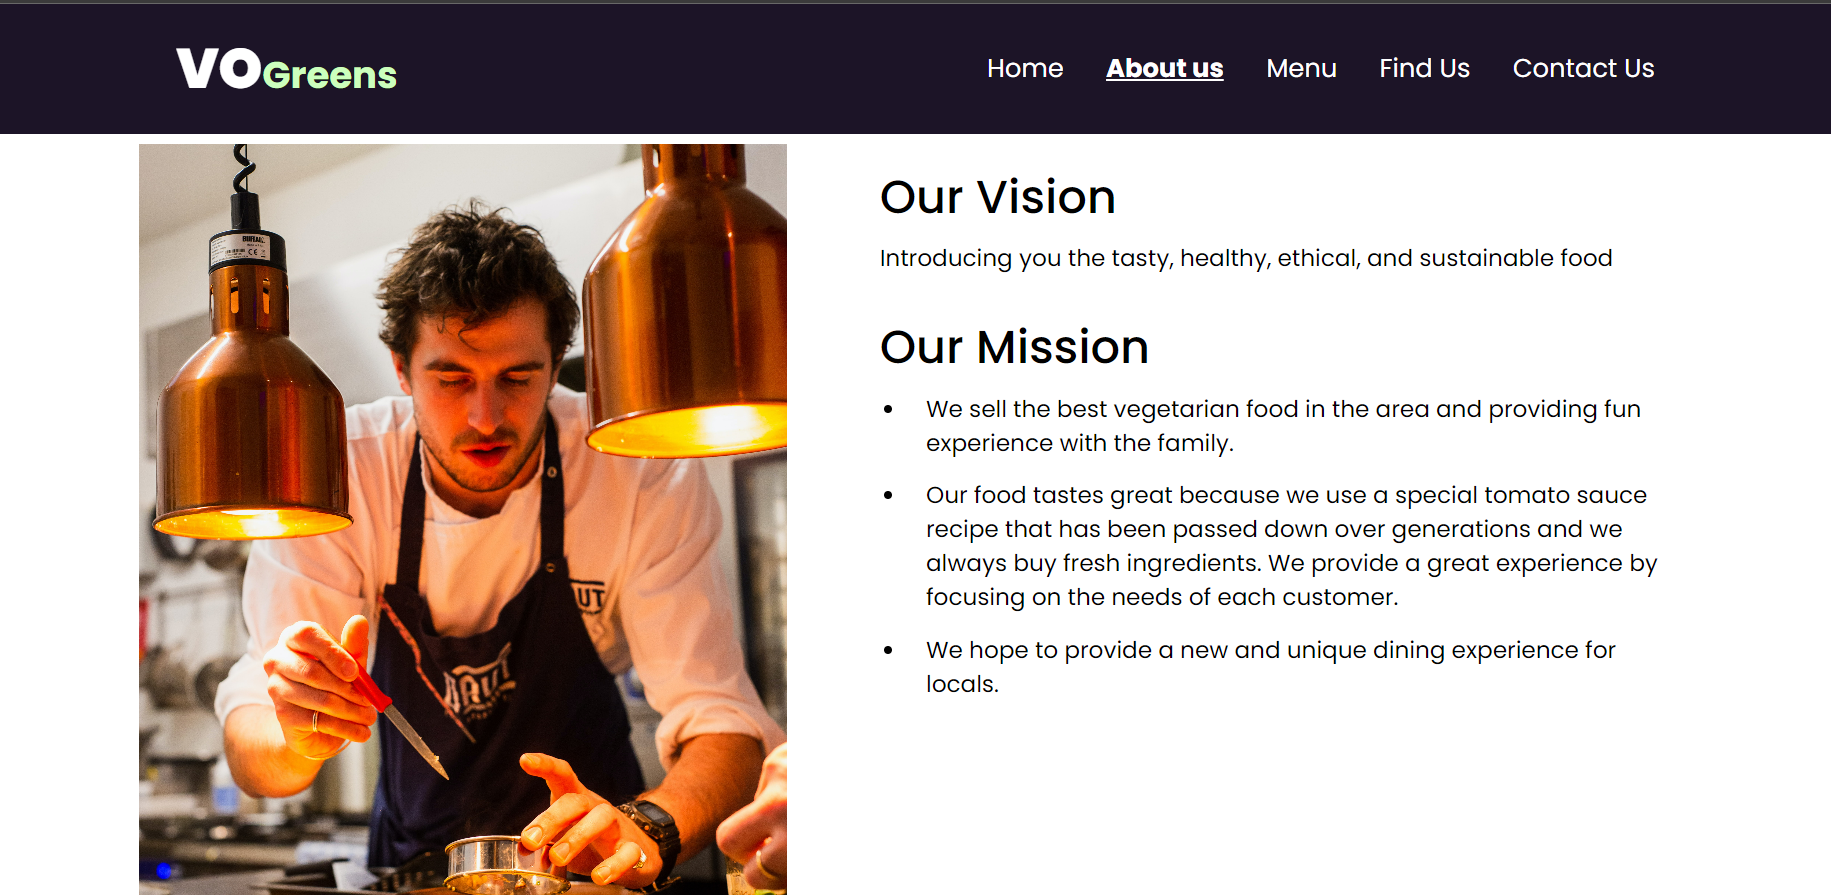 VOGreens
Home About us Menu Find Us Contact Us
Our Vision
Introducing you the tasty, healthy, ethical, and sustainable food
Our Mission
• We sell the best vegetarian food in the area and providing fun
experience with the family.
• Our food tastes great because we use a special tomato sauce
recipe that has been passed down over generations and we
always buy fresh ingredients. We provide a great experience by
focusing on the needs of each customer.
• We hope to provide a new and unique dining experience for
locals.